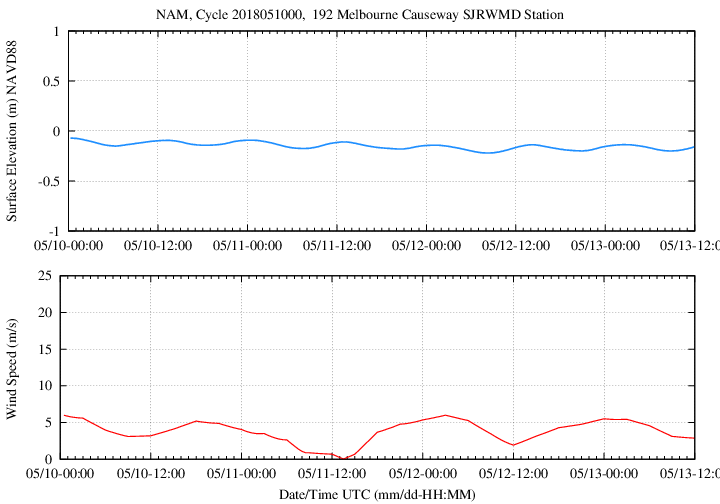 NAM, Cycle 2018051000, 192 Melbourne Causeway SJRWMD Station
Surface Elevation (m) NAVD88
1
0.5
0
-0.5
-1
05/10-00:00 05/10-12:00 05/11-00:00 05/11-12:00 05/12-00:00 05/12-12:00 05/13-00:00 05/13-12:0
Wind Speed (m/s)
25
20
15
10
5
0
05/10-00:00 05/10-12:00 05/11-00:00 05/11-12:00 05/12-00:00 05/12-12:00 05/13-00:00 05/13-12:0
Date/Time UTC (mm/dd-HH:MM)